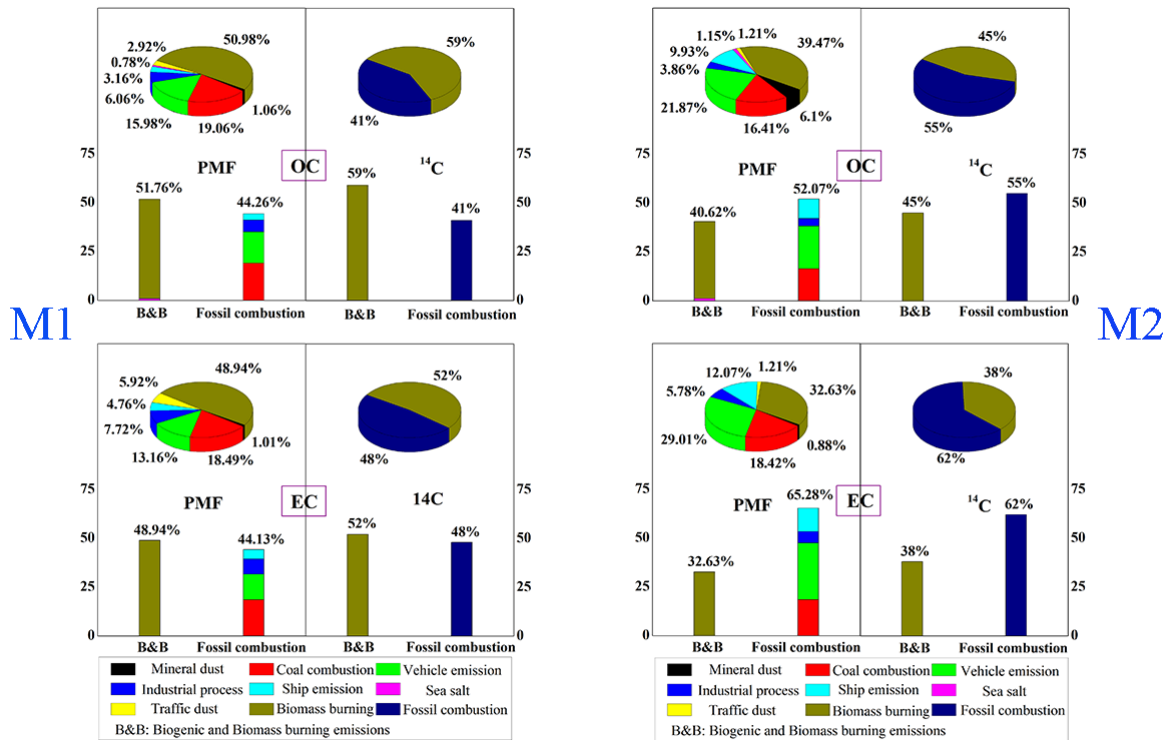 2.92%
50.98%
0.78%
3.16%
6.06%
15.98%
19.06%
1.06%
59%
41%
75
50
25
0
PMF
OC
14C
51.76%
44.26%
59%
41%
75
50
25
0
B&B
Fossil combustion
B&B
Fossil combustion
M1
5.92%
48.94%
4.76%
7.72%
13.16%
18.49%
1.01%
52%
48%
75
50
25
0
PMF
EC
14C
48.94%
44.13%
52%
48%
75
50
25
0
B&B
Fossil combustion
B&B
Fossil combustion
Mineral dust
Coal combustion
Vehicle emission
Industrial process
Ship emission
Sea salt
Traffic dust
Biomass burning
Fossil combustion
B&B: Biogenic and Biomass burning emissions
1.15%
1.21%
9.93%
39.47%
3.86%
21.87%
16.41%
6.1%
45%
55%
75
50
25
0
PMF
OC
14C
40.62%
52.07%
45%
55%
75
50
25
0
B&B
Fossil combustion
B&B
Fossil combustion
M2
12.07%
1.21%
5.78%
32.63%
29.01%
18.42%
0.88%
38%
62%
75
50
25
0
PMF
EC
14C
32.63%
65.28%
38%
62%
75
50
25
0
B&B
Fossil combustion
B&B
Fossil combustion
Mineral dust
Coal combustion
Vehicle emission
Industrial process
Ship emission
Sea salt
Traffic dust
Biomass burning
Fossil combustion
B&B: Biogenic and Biomass burning emissions